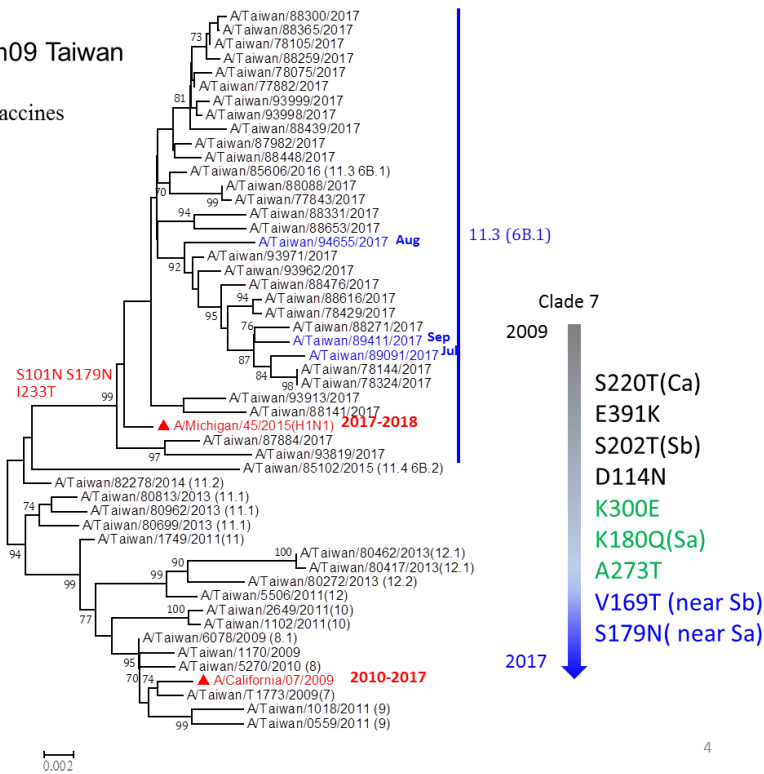 n09 Taiwan
accines
A/Taiwan/88300/2017
A/Taiwan/88365/2017
73
A/Taiwan/78105/2017
A/Taiwan/88259/2017
A/Taiwan/78075/2017
A/Taiwan/77882/2017
81
A/Taiwan/93999/2017
A/Taiwan/93998/2017
A/Taiwan/88439/2017
A/Taiwan/87982/2017
A/Taiwan/88448/2017
A/Taiwan/85606/2016 (11.3 6B.1)
70
A/Taiwan/88088/2017
99
A/Taiwan/77843/2017
94
A/Taiwan/88331/2017
A/Taiwan/88653/2017
A/Taiwan/94655/2017 Aug
92
A/Taiwan/93971/2017
A/Taiwan/93962/2017
A/Taiwan/88476/2017
94
A/Taiwan/88616/2017
95
A/Taiwan/78429/2017
76
A/Taiwan/88271/2017
A/Taiwan/89411/2017 Sep
87
A/Taiwan/89091/2017 Jul
84
A/Taiwan/78144/2017
98
A/Taiwan/78324/2017
S101N S179N
I233T
99
A/Taiwan/93913/2017
A/Taiwan/88141/2017
A/Michigan/45/2015(H1N1) 2017-2018
A/Taiwan/87884/2017
97
A/Taiwan/93819/2017
A/Taiwan/85102/2015 (11.4 6B.2)
A/Taiwan/82278/2014 (11.2)
74
A/Taiwan/80813/2013 (11.1)
A/Taiwan/80962/2013 (11.1)
A/Taiwan/80699/2013 (11.1)
94
A/Taiwan/1749/2011(11)
99
100
A/Taiwan/80462/2013(12.1)
90
A/Taiwan/80417/2013(12.1)
99
A/Taiwan/80272/2013 (12.2)
A/Taiwan/5506/2011(12)
77
100
A/Taiwan/2649/2011(10)
A/Taiwan/1102/2011(10)
A/Taiwan/6078/2009 (8.1)
A/Taiwan/1170/2009
95
A/Taiwan/5270/2010 (8)
70
74
A/California/07/2009 2010-2017
A/Taiwan/T1773/2009(7)
A/Taiwan/1018/2011 (9)
99
A/Taiwan/0559/2011 (9)
0.002
11.3 (6B.1)
Clade 7
2009
S220T(Ca)
E391K
S202T(Sb)
D114N
K300E
K180Q(Sa)
A273T
V169T (near Sb)
S179N( near Sa)
2017
4